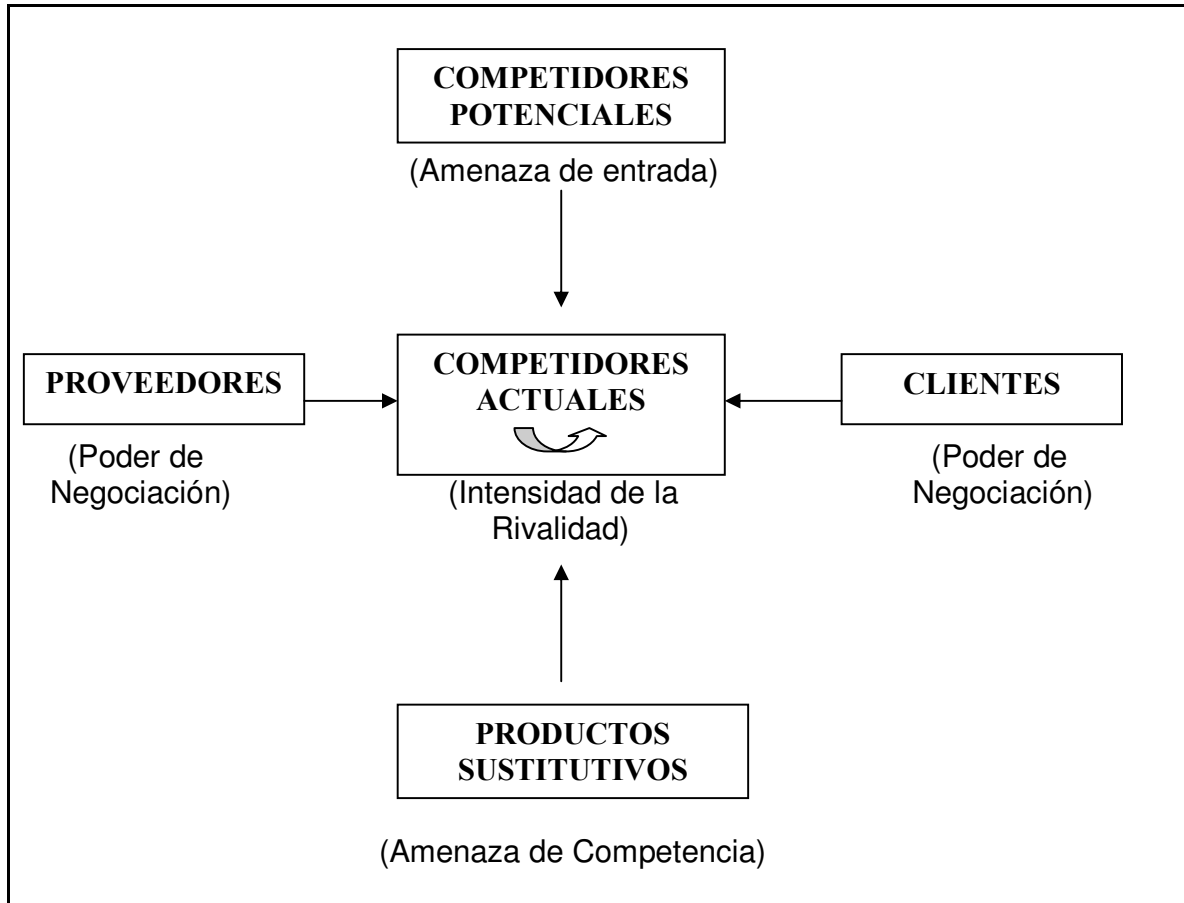 COMPETIDORES
POTENCIALES
(Amenaza de entrada)
PROVEEDORES
(Poder de
Negociación)
COMPETIDORES
ACTUALES
(Intensidad de la
Rivalidad)
CLIENTES
(Poder de
Negociación)
PRODUCTOS
SUSTITUTIVOS
(Amenaza de Competencia)